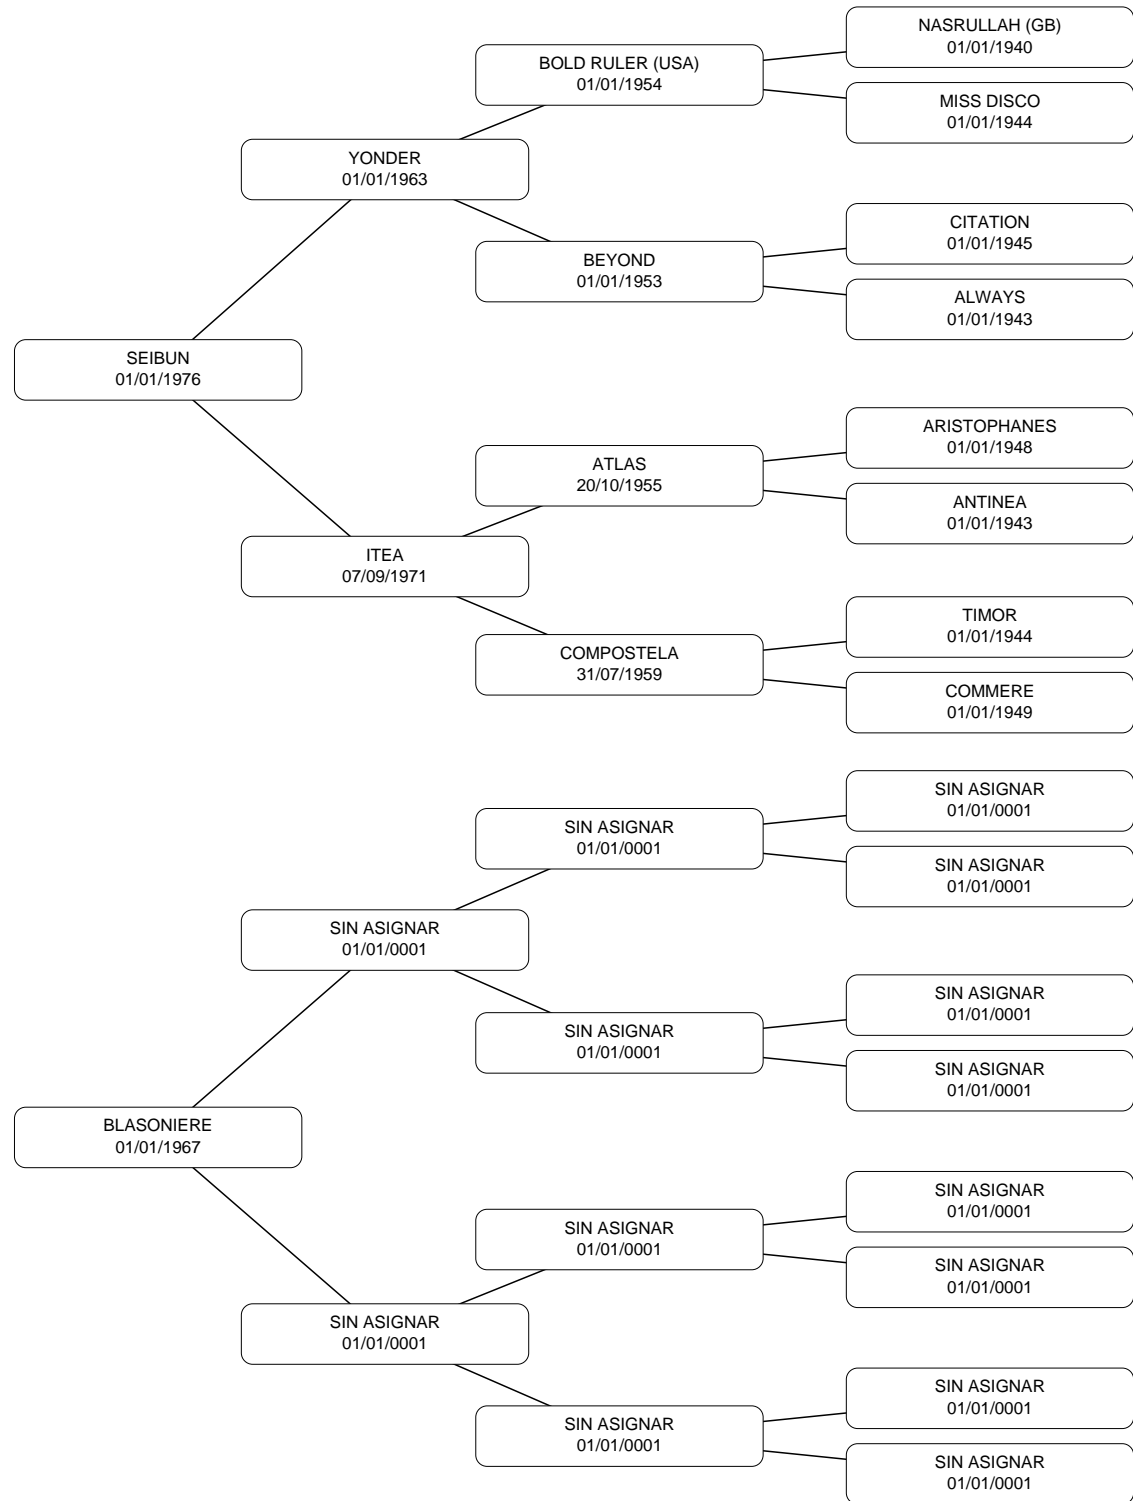 NASRULLAH (GB)
01/01/1940
BOLD RULER (USA)
01/01/1954
MISS DISCO
01/01/1944
YONDER
01/01/1963
CITATION
01/01/1945
BEYOND
01/01/1953
ALWAYS
01/01/1943
SEIBUN
01/01/1976
ARISTOPHANES
01/01/1948
ATLAS
20/10/1955
ANTINEA
01/01/1943
ITEA
07/09/1971
TIMOR
01/01/1944
COMPOSTELA
31/07/1959
COMMERE
01/01/1949
SIN ASIGNAR
01/01/0001
SIN ASIGNAR
01/01/0001
SIN ASIGNAR
01/01/0001
SIN ASIGNAR
01/01/0001
SIN ASIGNAR
01/01/0001
SIN ASIGNAR
01/01/0001
SIN ASIGNAR
01/01/0001
BLASONIERE
01/01/1967
SIN ASIGNAR
01/01/0001
SIN ASIGNAR
01/01/0001
SIN ASIGNAR
01/01/0001
SIN ASIGNAR
01/01/0001
SIN ASIGNAR
01/01/0001
SIN ASIGNAR
01/01/0001
SIN ASIGNAR
01/01/0001